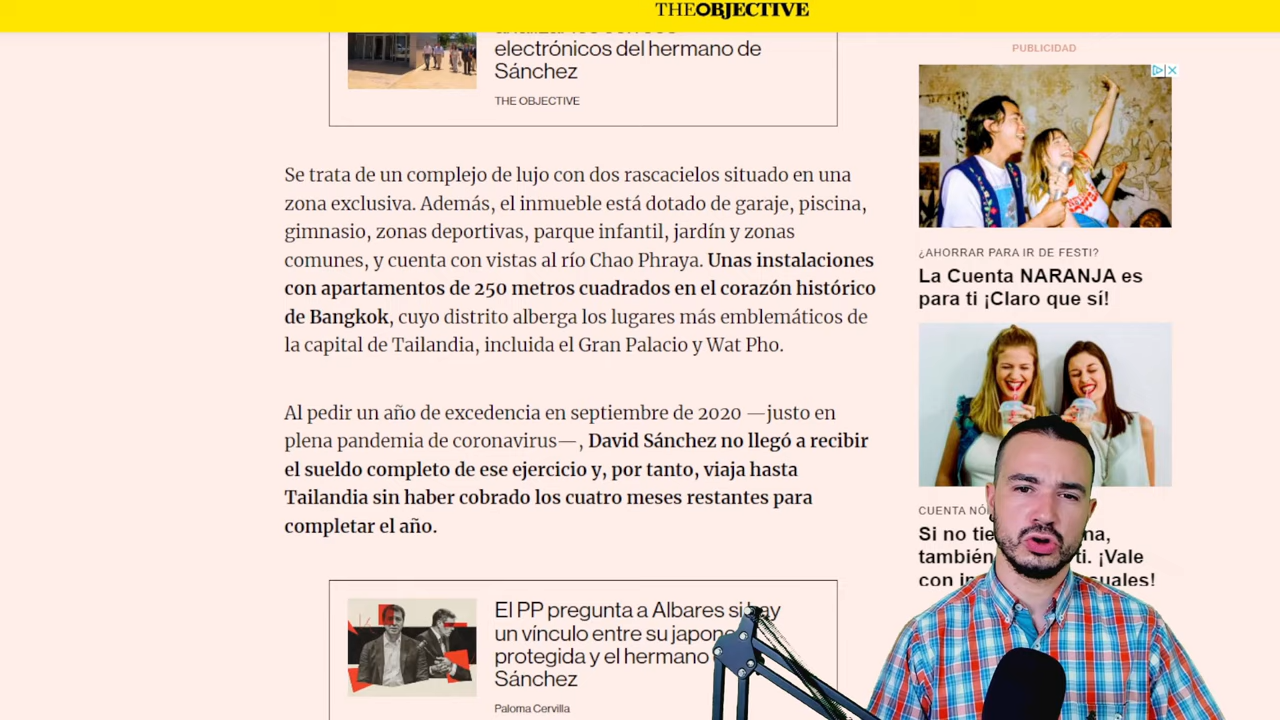 THEOBJECTIVE
electrónicos del hermano de
Sánchez
THE OBJECTIVE
Se trata de un complejo de lujo con dos rascacielos situado en una
zona exclusiva. Además, el inmueble está dotado de garaje, piscina,
gimnasio, zonas deportivas, parque infantil, jardín y zonas
comunes, y cuenta con vistas al río Chao Phraya. Unas instalaciones
con apartamentos de 250 metros cuadrados en el corazón histórico
de Bangkok, cuyo distrito alberga los lugares más emblemáticos de
la capital de Tailandia, incluida el Gran Palacio y Wat Pho.
Al pedir un año de excedencia en septiembre de 2020 —justo en
plena pandemia de coronavirus—, David Sánchez no llegó a recibir
el sueldo completo de ese ejercicio y, por tanto, viaja hasta
Tailandia sin haber cobrado los cuatro meses restantes para
completar el año.
El PP pregunta a Albares si hay
un vínculo entre su
protegida y el hermano
Sánchez
Paloma Cervilla
PUBLICIDAD
¿AHORRAR PARA IR DE FESTI?
La Cuenta NARANJA es
para ti ¡Claro que sí!
CUENTA
Si no
también ti. ¡Vale
con